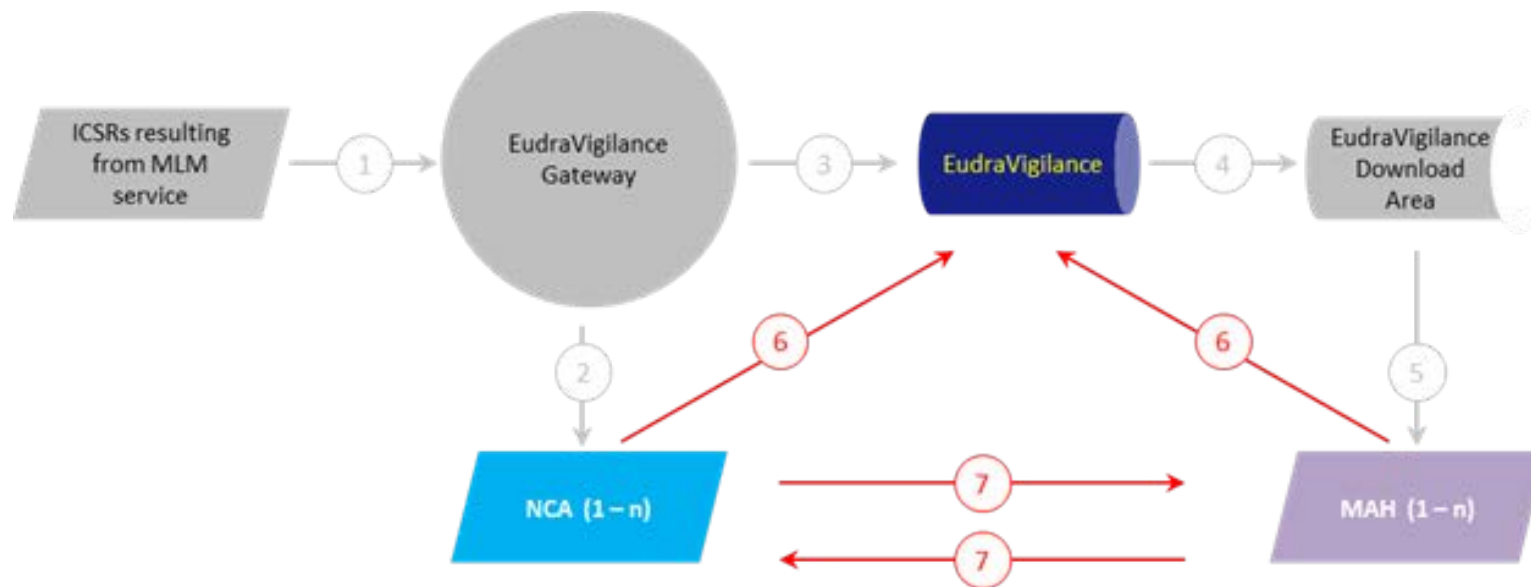 ICSRs resulting
from MLM
service
1
EudraVigilance
Gateway
3
EudraVigilance
4
EudraVigilance
Download
Area
2
6
6
5
NCA (1 – n)
7
7
MAH (1 – n)